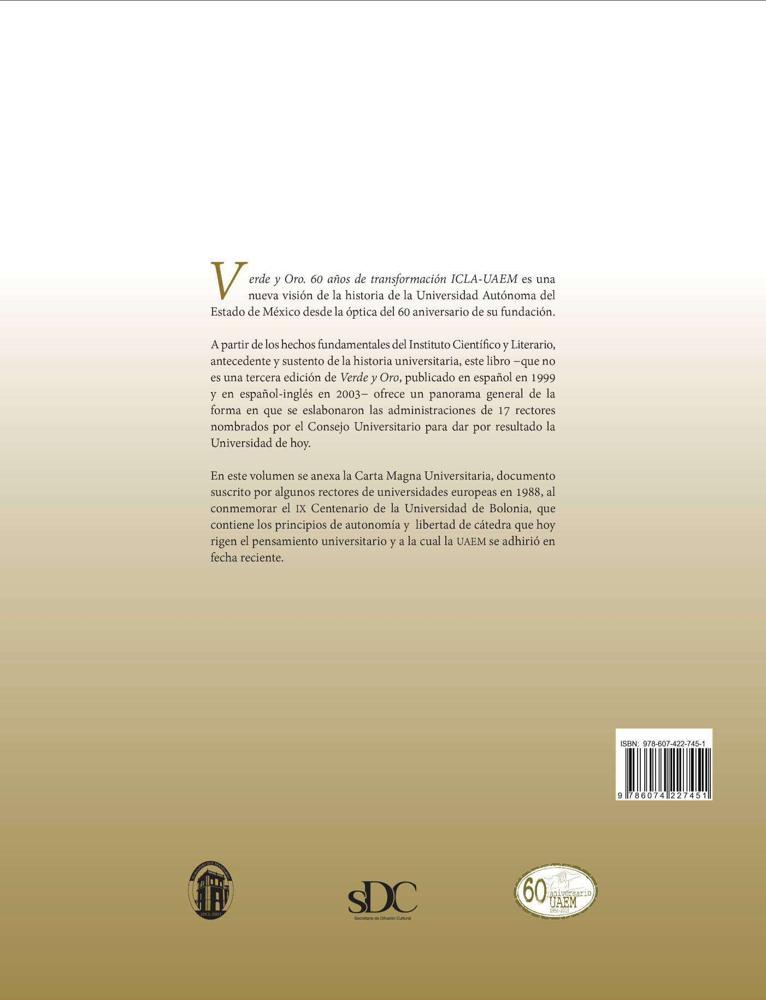 Verde y Oro. 60 años de transformación ICLA-UAEM es una
nueva visión de la historia de la Universidad Autónoma del
Estado de México desde la óptica del 60 aniversario de su fundación.
A partir de los hechos fundamentales del Instituto Científico y Literario,
antecedente y sustento de la historia universitaria, este libro –que no
es una tercera edición de Verde y Oro, publicado en español en 1999
y en español-inglés en 2003– ofrece un panorama general de la
forma en que se eslabonaron las administraciones de 17 rectores
nombrados por el Consejo Universitario para dar por resultado la
Universidad de hoy.
En este volumen se anexa la Carta Magna Universitaria, documento
suscrito por algunos rectores de universidades europeas en 1988, al
conmemorar el IX Centenario de la Universidad de Bolonia, que
contiene los principios de autonomía y libertad de cátedra que hoy
rigen el pensamiento universitario y a la cual la UAEM se adhirió en
fecha reciente.
ISBN: 978-607-422-745-1
9 786074 227451
HUMANISMO QUE TRANSFORMA
2013-2017
SDC
Secretaría de Difusión Cultural
60 aniversario
UAEM
1956-2016